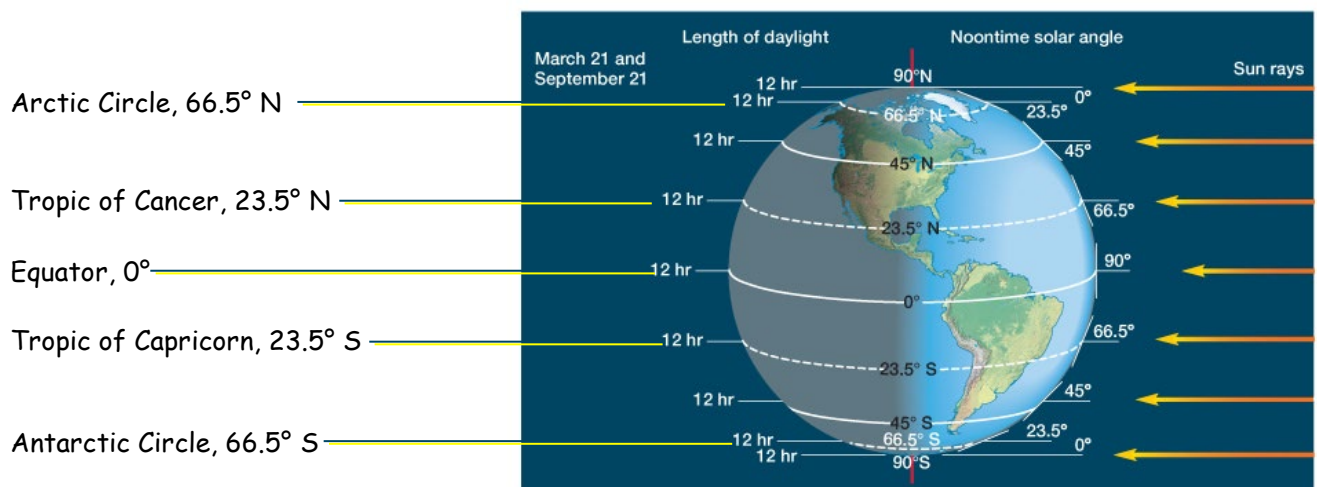 Length of daylight
Noontime solar angle
March 21 and
September 21
Sun rays
Arctic Circle, 66.5° N
Tropic of Cancer, 23.5° N
Equator, 0°
Tropic of Capricorn, 23.5° S
Antarctic Circle, 66.5° S
12 hr
12 hr
12 hr
12 hr
12 hr
12 hr
12 hr
12 hr
12 hr
90°N
66.5° N
45° N
23.5° N
0°
23.5° S
45° S
66.5° S
90°S
0°
23.5°
45°
66.5°
90°
66.5°
45°
23.5°
0°